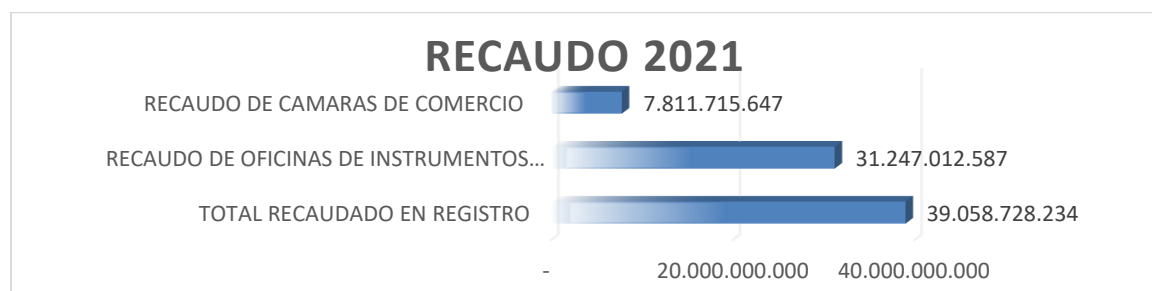 RECAUDO 2021
RECAUDO DE CAMARAS DE COMERCIO 7.811.715.647
RECAUDO DE OFICINAS DE INSTRUMENTOS... 31.247.012.587
TOTAL RECAUDADO EN REGISTRO 39.058.728.234
- 20.000.000.000 40.000.000.000